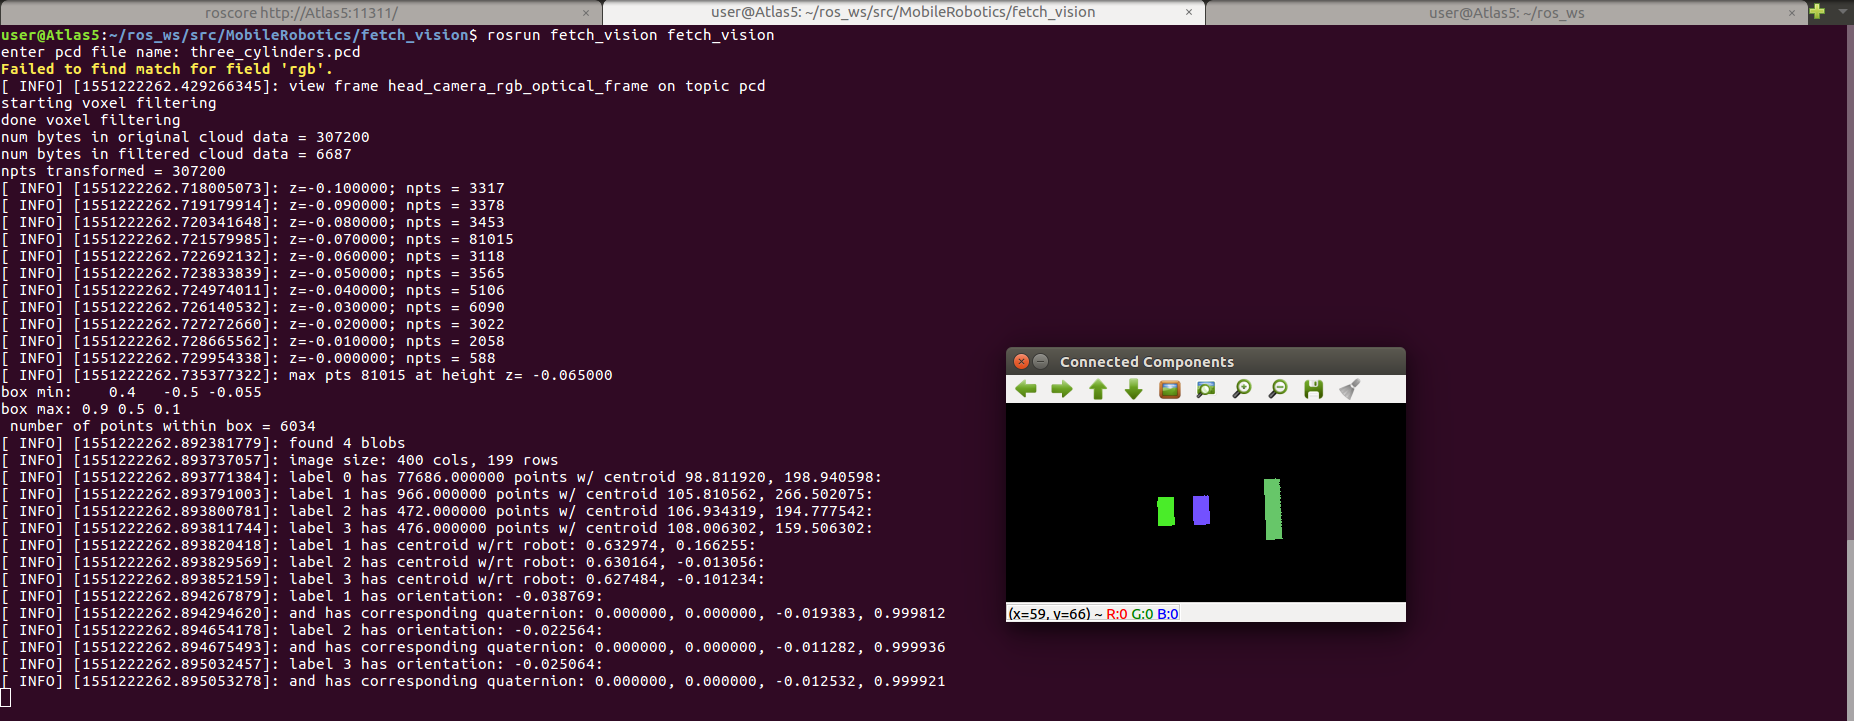 roscore http://Atlas5:11311/ ×
user@Atlas5: ~/ros_ws/src/MobileRobotics/fetch_vision ×
user@Atlas5: ~/ros_ws ×
user@Atlas5:~/ros_ws/src/MobileRobotics/fetch_vision$ rosrun fetch_vision fetch_vision
enter pcd file name: three_cylinders.pcd
Failed to find match for field 'rgb'.
[ INFO] [1551222262.429266345]: view frame head_camera_rgb_optical_frame on topic pcd
starting voxel filtering
done voxel filtering
num bytes in original cloud data = 307200
num bytes in filtered cloud data = 6687
npts transformed = 307200
[ INFO] [1551222262.718005073]: z=-0.100000; npts = 3317
[ INFO] [1551222262.719179914]: z=-0.090000; npts = 3378
[ INFO] [1551222262.720341648]: z=-0.080000; npts = 3453
[ INFO] [1551222262.721579985]: z=-0.070000; npts = 81015
[ INFO] [1551222262.722692132]: z=-0.060000; npts = 3118
[ INFO] [1551222262.723833839]: z=-0.050000; npts = 3565
[ INFO] [1551222262.724974011]: z=-0.040000; npts = 5106
[ INFO] [1551222262.726140532]: z=-0.030000; npts = 6090
[ INFO] [1551222262.727272660]: z=-0.020000; npts = 3022
[ INFO] [1551222262.728665562]: z=-0.010000; npts = 2058
[ INFO] [1551222262.729954338]: z=-0.000000; npts = 588
[ INFO] [1551222262.735377322]: max pts 81015 at height z= -0.065000
box min:    0.4   -0.5 -0.055
box max: 0.9 0.5 0.1
 number of points within box = 6034
[ INFO] [1551222262.892381779]: found 4 blobs
[ INFO] [1551222262.893737057]: image size: 400 cols, 199 rows
[ INFO] [1551222262.893771384]: label 0 has 77686.000000 points w/ centroid 98.811920, 198.940598:
[ INFO] [1551222262.893791003]: label 1 has 966.000000 points w/ centroid 105.810562, 266.502075:
[ INFO] [1551222262.893800781]: label 2 has 472.000000 points w/ centroid 106.934319, 194.777542:
[ INFO] [1551222262.893811744]: label 3 has 476.000000 points w/ centroid 108.006302, 159.506302:
[ INFO] [1551222262.893820418]: label 1 has centroid w/rt robot: 0.632974, 0.166255:
[ INFO] [1551222262.893829569]: label 2 has centroid w/rt robot: 0.630164, -0.013056:
[ INFO] [1551222262.893852159]: label 3 has centroid w/rt robot: 0.627484, -0.101234:
[ INFO] [1551222262.894267879]: label 1 has orientation: -0.038769:
[ INFO] [1551222262.894294620]: and has corresponding quaternion: 0.000000, 0.000000, -0.019383, 0.999812
[ INFO] [1551222262.894654178]: label 2 has orientation: -0.022564:
[ INFO] [1551222262.894675493]: and has corresponding quaternion: 0.000000, 0.000000, -0.011282, 0.999936
[ INFO] [1551222262.895032457]: label 3 has orientation: -0.025064:
[ INFO] [1551222262.895053278]: and has corresponding quaternion: 0.000000, 0.000000, -0.012532, 0.999921
Connected Components
(x=59, y=66) ~ R:0 G:0 B:0